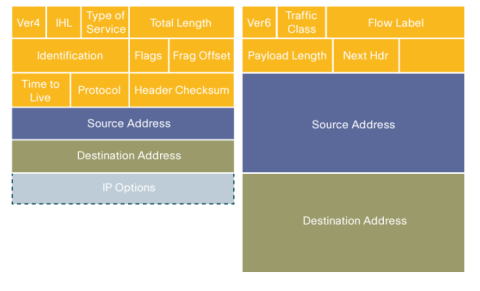 Ver4 IHL Type of Service Total Length
Identification Flags Frag Offset
Time to Live Protocol Header Checksum
Source Address
Destination Address
IP Options
Ver6 Traffic Class Flow Label
Payload Length Next Hdr
Source Address
Destination Address